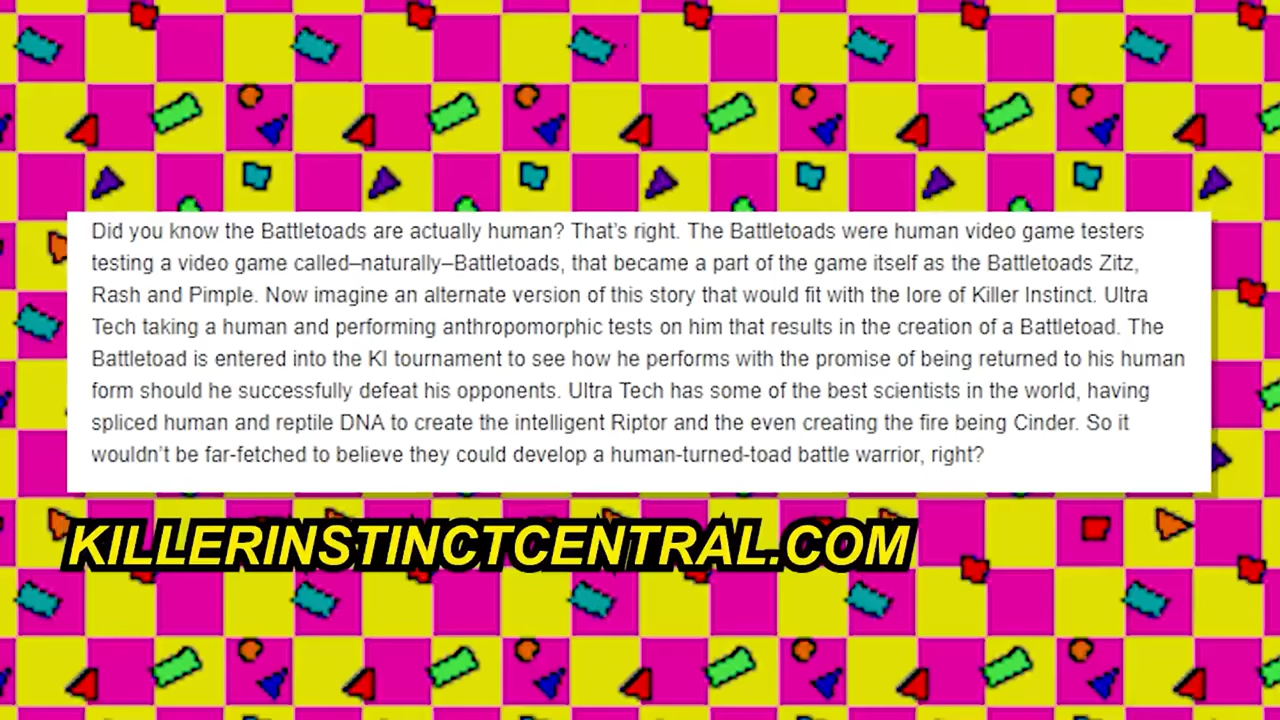 Did you know the Battletoads are actually human? That's right. The Battletoads were human video game testers
testing a video game called–naturally–Battletoads, that became a part of the game itself as the Battletoads Zitz,
Rash and Pimple. Now imagine an alternate version of this story that would fit with the lore of Killer Instinct. Ultra
Tech taking a human and performing anthropomorphic tests on him that results in the creation of a Battletoad. The
Battletoad is entered into the KI tournament to see how he performs with the promise of being returned to his human
form should he successfully defeat his opponents. Ultra Tech has some of the best scientists in the world, having
spliced human and reptile DNA to create the intelligent Riptor and the even creating the fire being Cinder. So it
wouldn't be far-fetched to believe they could develop a human-turned-toad battle warrior, right?
KILLERINSTINCTCENTRAL.COM